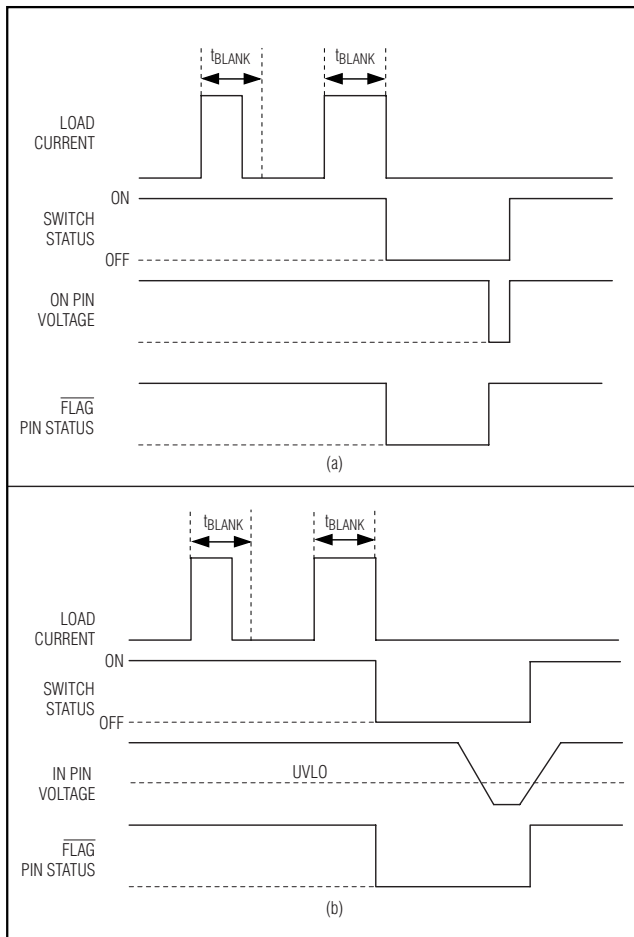 tBLANK tBLANK
LOAD
CURRENT
ON
SWITCH
STATUS
OFF
ON PIN
VOLTAGE
FLAG
PIN STATUS
(a)
tBLANK tBLANK
LOAD
CURRENT
ON
SWITCH
STATUS
OFF
IN PIN
VOLTAGE
UVLO
FLAG
PIN STATUS
(b)